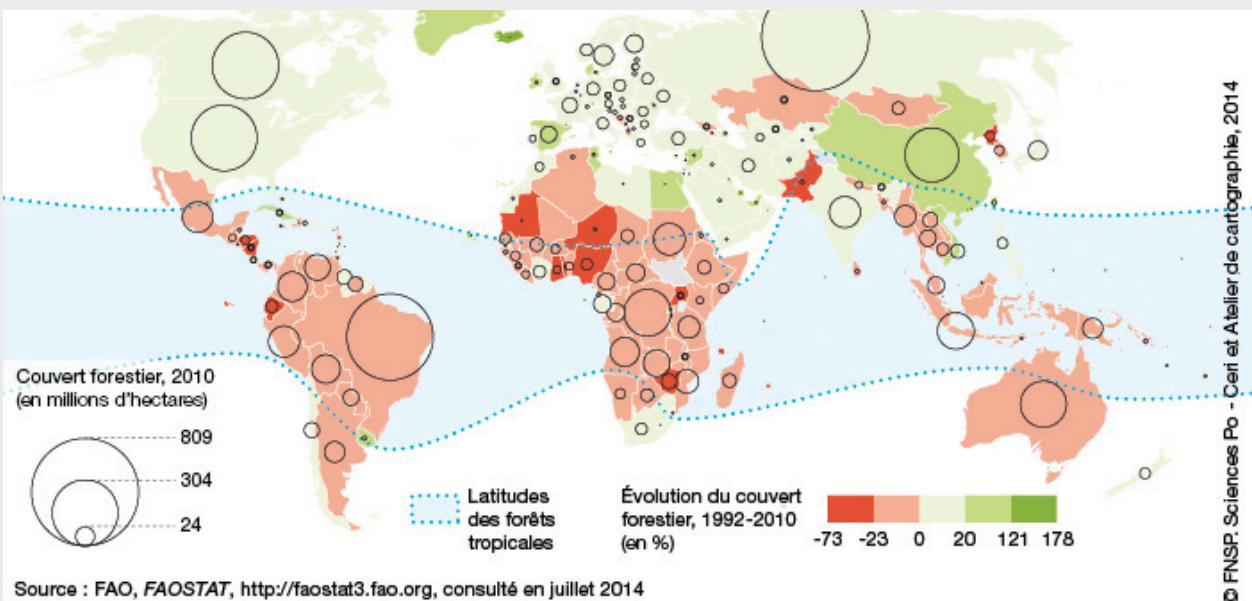 Couvert forestier, 2010
(en millions d'hectares)
809
304
24
Latitudes
des forêts
tropicales
Évolution du couvert
forestier, 1992-2010
(en %)
-73 -23 0 20 121 178
Source : FAO, FAOSTAT, http://faostat3.fao.org, consulté en juillet 2014
© FNSP. Sciences Po - Ceri et Atelier de cartographie, 2014